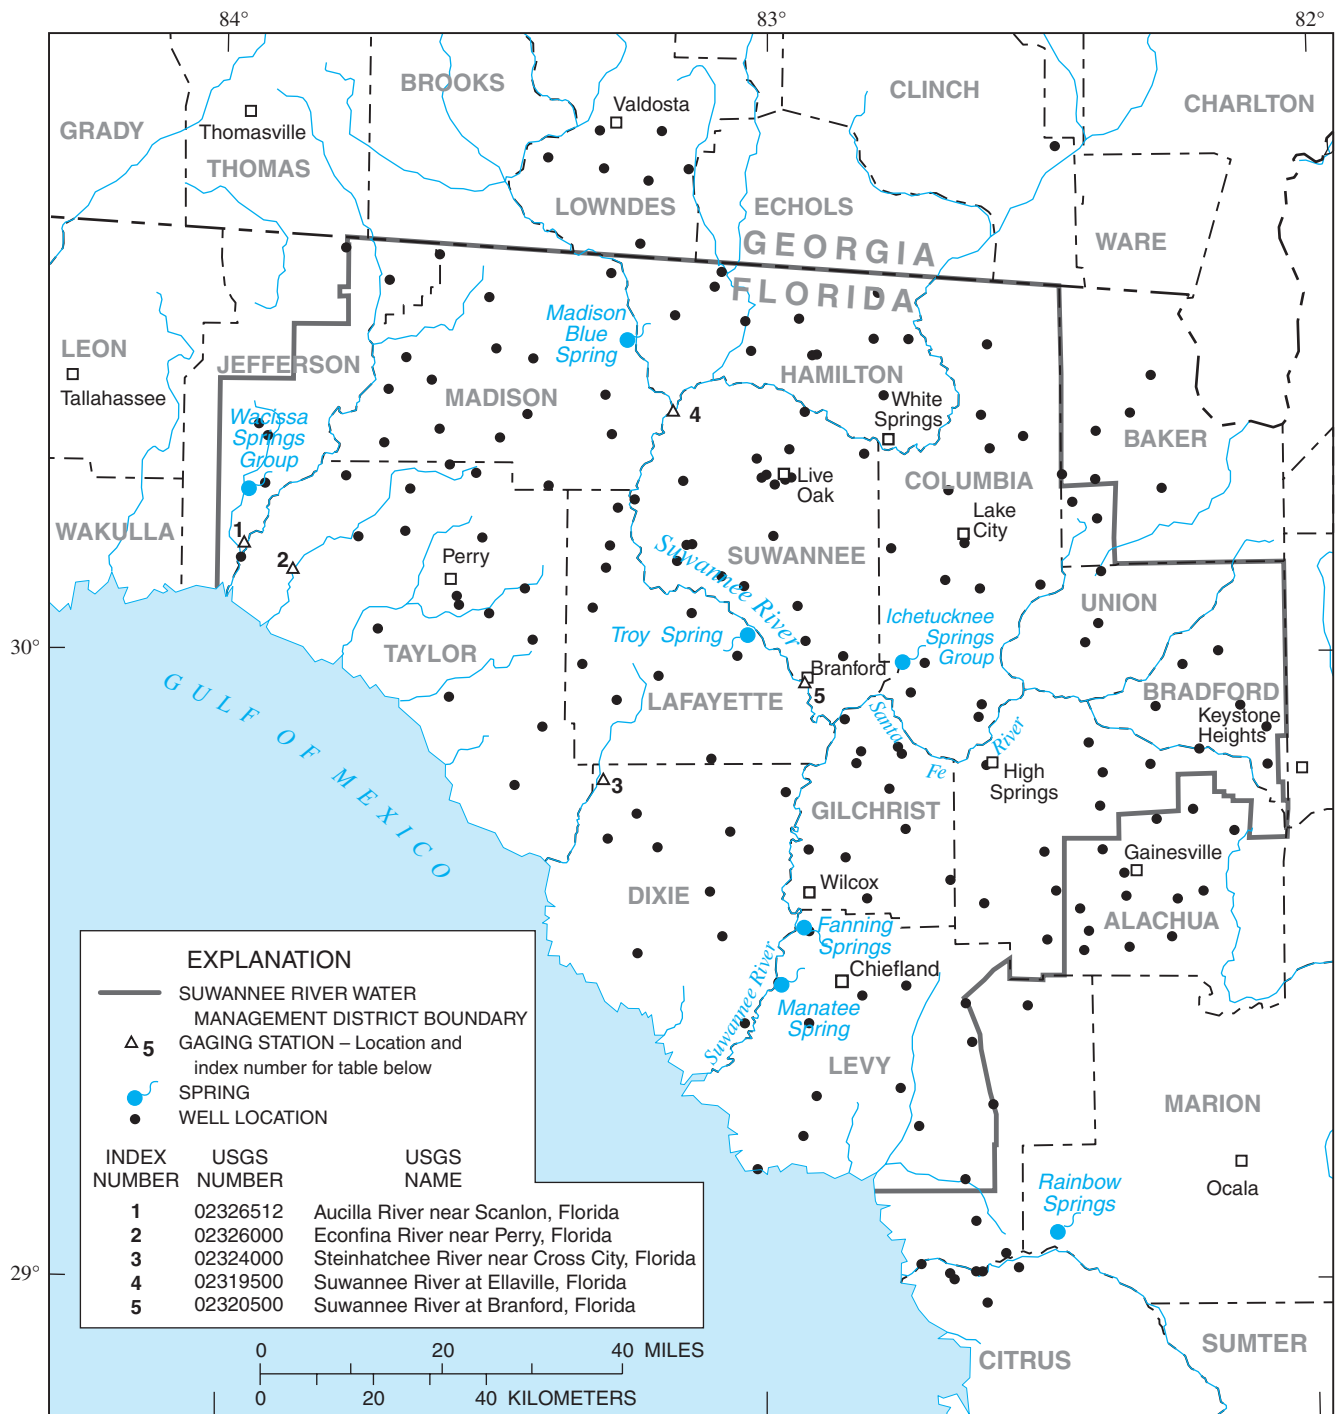 84°
83°
82°
BROOKS
CLINCH
CHARLTON
Valdosta
GRADY
Thomasville
THOMAS
LOWNDES
ECHOLS
WARE
GEORGIA
FLORIDA
Madison
Blue
Spring
LEON
JEFFERSON
Tallahassee
MADISON
HAMILTON
White
Springs
4
BAKER
Wacissa
Springs
Group
Live
Oak
COLUMBIA
Lake
City
WAKULLA
1
2
Perry
SUWANNEE
Suwannee River
UNION
Ichetucknee
Springs
Group
Troy Spring
30°
TAYLOR
Branford
5
LAFAYETTE
BRADFORD
Keystone
Heights
Santa
Fe
River
GULF OF MEXICO
High
Springs
3
GILCHRIST
Gainesville
Wilcox
DIXIE
ALACHUA
Fanning
Springs
Chiefland
Suwannee River
Manatee
Spring
LEVY
MARION
Ocala
Rainbow
Springs
29°
CITRUS
SUMTER
EXPLANATION
SUWANNEE RIVER WATER
MANAGEMENT DISTRICT BOUNDARY
5 GAGING STATION – Location and
index number for table below
SPRING
WELL LOCATION
INDEX USGS USGS
NUMBER NUMBER NAME
1 02326512 Aucilla River near Scanlon, Florida
2 02326000 Econfina River near Perry, Florida
3 02324000 Steinhatchee River near Cross City, Florida
4 02319500 Suwannee River at Ellaville, Florida
5 02320500 Suwannee River at Branford, Florida
0 20 40 MILES
0 20 40 KILOMETERS